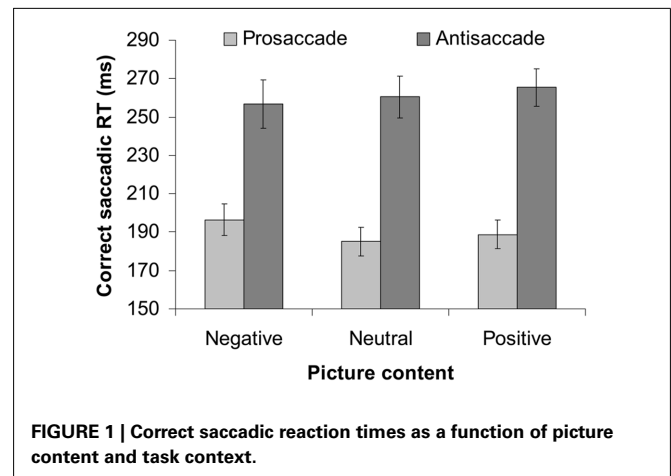 290
Prosaccade
Antisaccade
270
250
230
210
190
170
150
Correct saccadic RT (ms)
Negative
Neutral
Positive
Picture content
FIGURE 1 | Correct saccadic reaction times as a function of picture
content and task context.